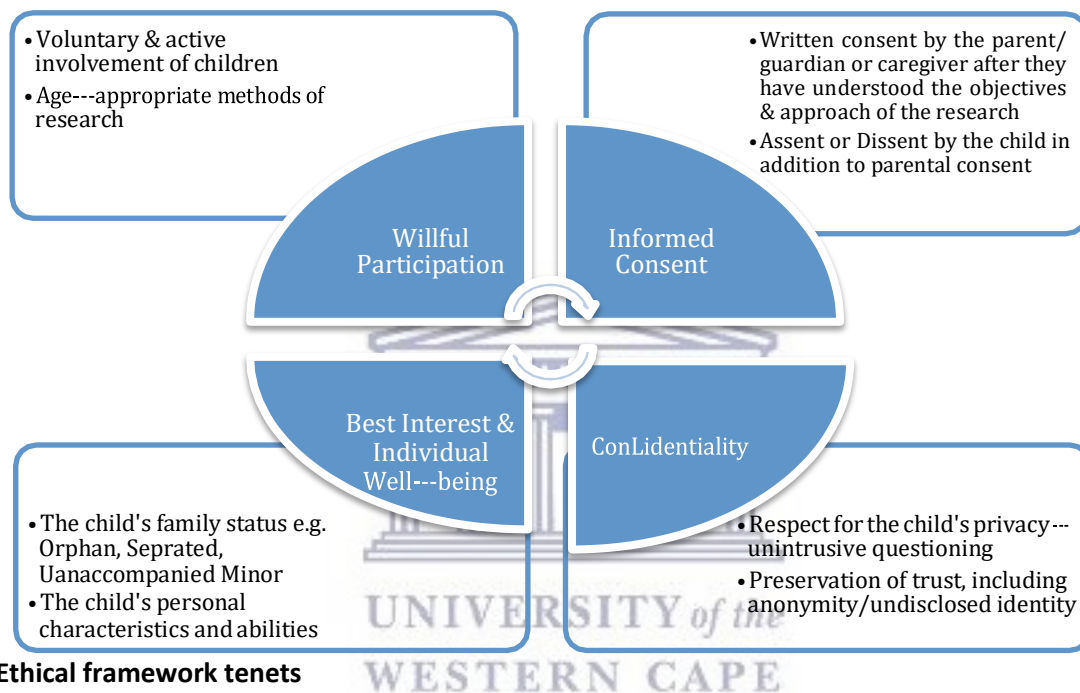 • Voluntary & active
involvement of children
• Age---appropriate methods of
research
• Written consent by the parent/
guardian or caregiver after they
have understood the objectives
& approach of the research
• Assent or Dissent by the child in
addition to parental consent
Willful
Participation
Informed
Consent
Best Interest &
Individual
Well---being
ConLidentiality
• The child's family status e.g.
Orphan, Seprated,
Uanaccompanied Minor
• The child's personal
characteristics and abilities
• Respect for the child's privacy---
unintrusive questioning
• Preservation of trust, including
anonymity/undisclosed identity
UNIVERSITY of the
WESTERN CAPE
Ethical framework tenets